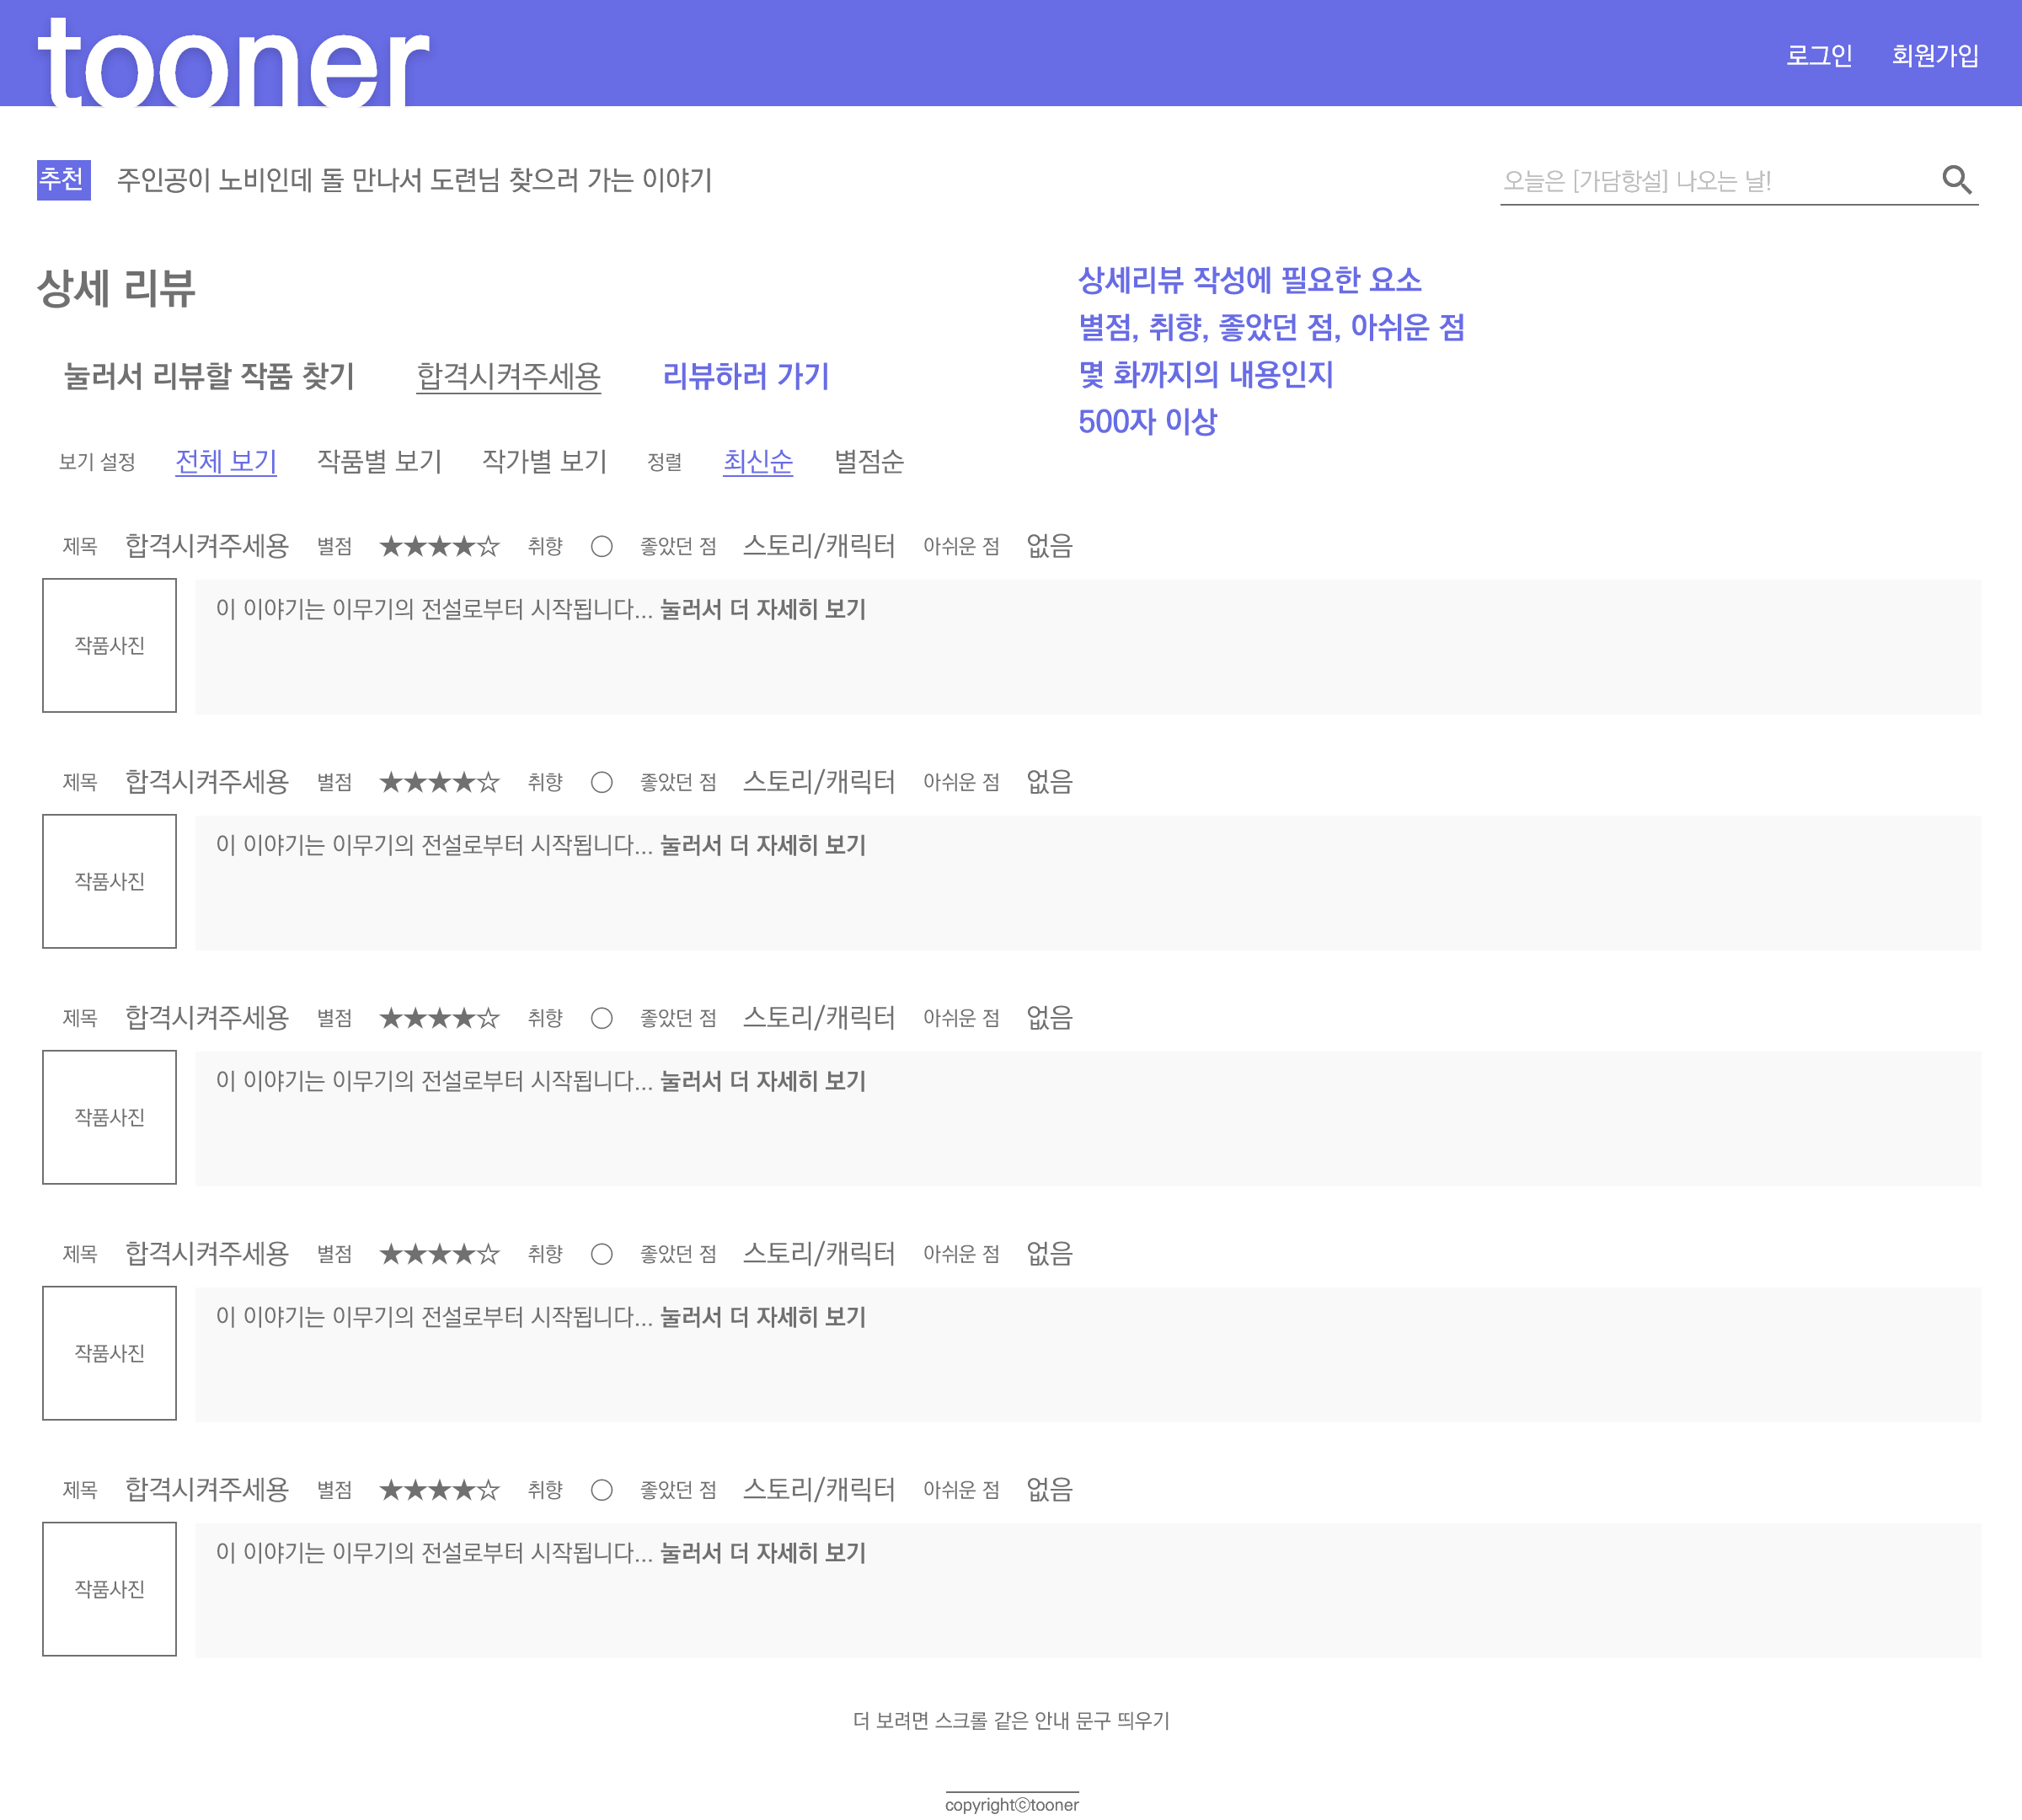 tooner
로그인 회원가입
추천 주인공이 노비인데 돌 만나서 도련님 찾으러 가는 이야기
오늘은 [가담항설] 나오는 날!
상세 리뷰
상세리뷰 작성에 필요한 요소
별점, 취향, 좋았던 점, 아쉬운 점
몇 화까지의 내용인지
500자 이상
눌러서 리뷰할 작품 찾기 합격시켜주세용 리뷰하러 가기
보기 설정 전체 보기 작품별 보기 작가별 보기 정렬 최신순 별점순
제목 합격시켜주세용 별점 ★★★★☆ 취향 ○ 좋았던 점 스토리/캐릭터 아쉬운 점 없음
작품사진
이 이야기는 이무기의 전설로부터 시작됩니다... 눌러서 더 자세히 보기
제목 합격시켜주세용 별점 ★★★★☆ 취향 ○ 좋았던 점 스토리/캐릭터 아쉬운 점 없음
작품사진
이 이야기는 이무기의 전설로부터 시작됩니다... 눌러서 더 자세히 보기
제목 합격시켜주세용 별점 ★★★★☆ 취향 ○ 좋았던 점 스토리/캐릭터 아쉬운 점 없음
작품사진
이 이야기는 이무기의 전설로부터 시작됩니다... 눌러서 더 자세히 보기
제목 합격시켜주세용 별점 ★★★★☆ 취향 ○ 좋았던 점 스토리/캐릭터 아쉬운 점 없음
작품사진
이 이야기는 이무기의 전설로부터 시작됩니다... 눌러서 더 자세히 보기
제목 합격시켜주세용 별점 ★★★★☆ 취향 ○ 좋았던 점 스토리/캐릭터 아쉬운 점 없음
작품사진
이 이야기는 이무기의 전설로부터 시작됩니다... 눌러서 더 자세히 보기
더 보려면 스크롤 같은 안내 문구 띄우기
copyrightⓒtooner